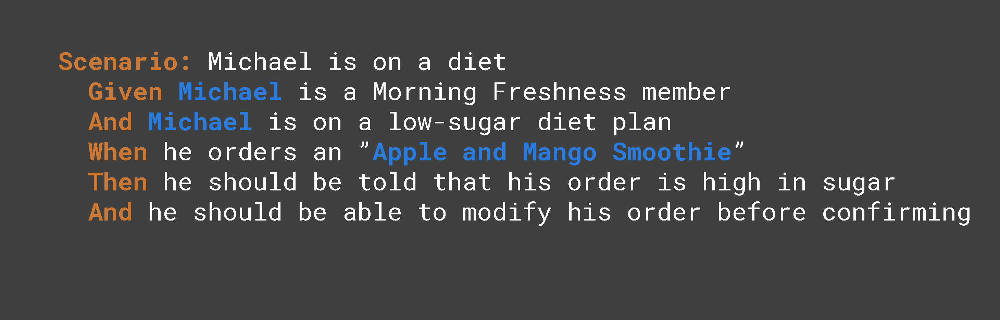 Scenario: Michael is on a diet
Given Michael is a Morning Freshness member
And Michael is on a low-sugar diet plan
When he orders an ”Apple and Mango Smoothie”
Then he should be told that his order is high in sugar
And he should be able to modify his order before confirming